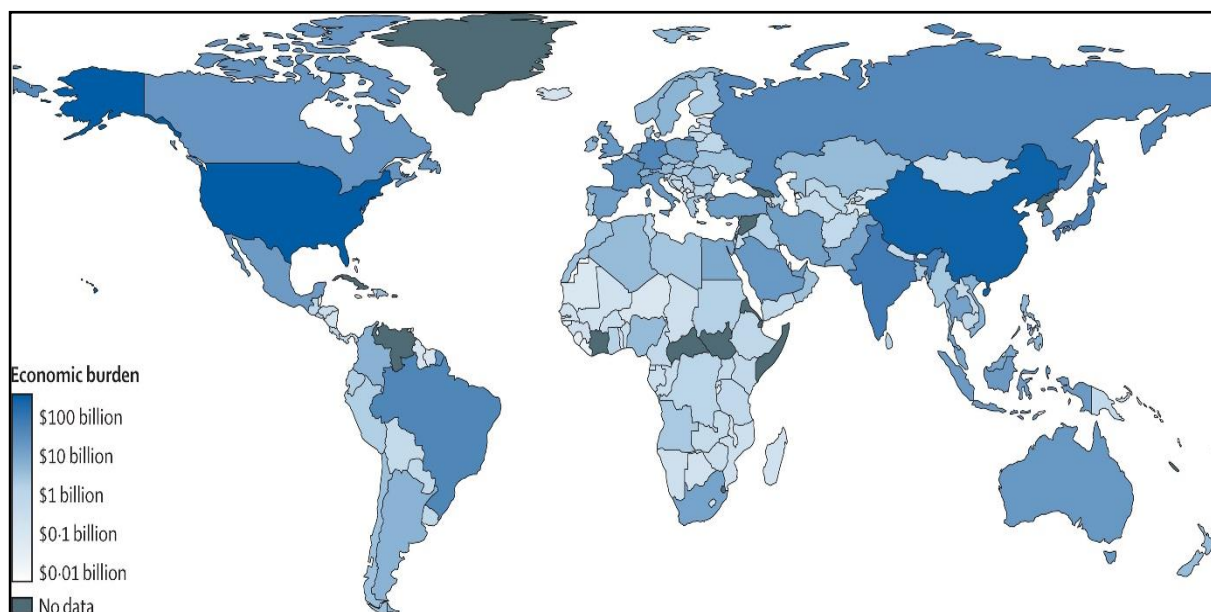 Economic burden
$100 billion
$10 billion
$1 billion
$0·1 billion
$0·01 billion
No data